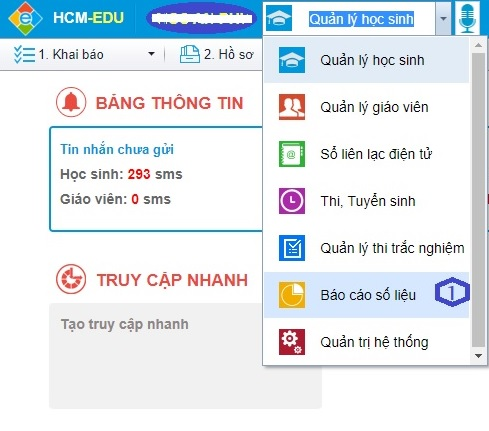 HCM-EDU
Quản lý học sinh
1. Khai báo
2. Hồ sơ
Quản lý học sinh
Quản lý giáo viên
Sổ liên lạc điện tử
Thi, Tuyển sinh
Quản lý thi trắc nghiệm
Báo cáo số liệu
1
Quản trị hệ thống
BẢNG THÔNG TIN
Tin nhắn chưa gửi
Học sinh: 293 sms
Giáo viên: 0 sms
TRUY CẬP NHANH
Tạo truy cập nhanh